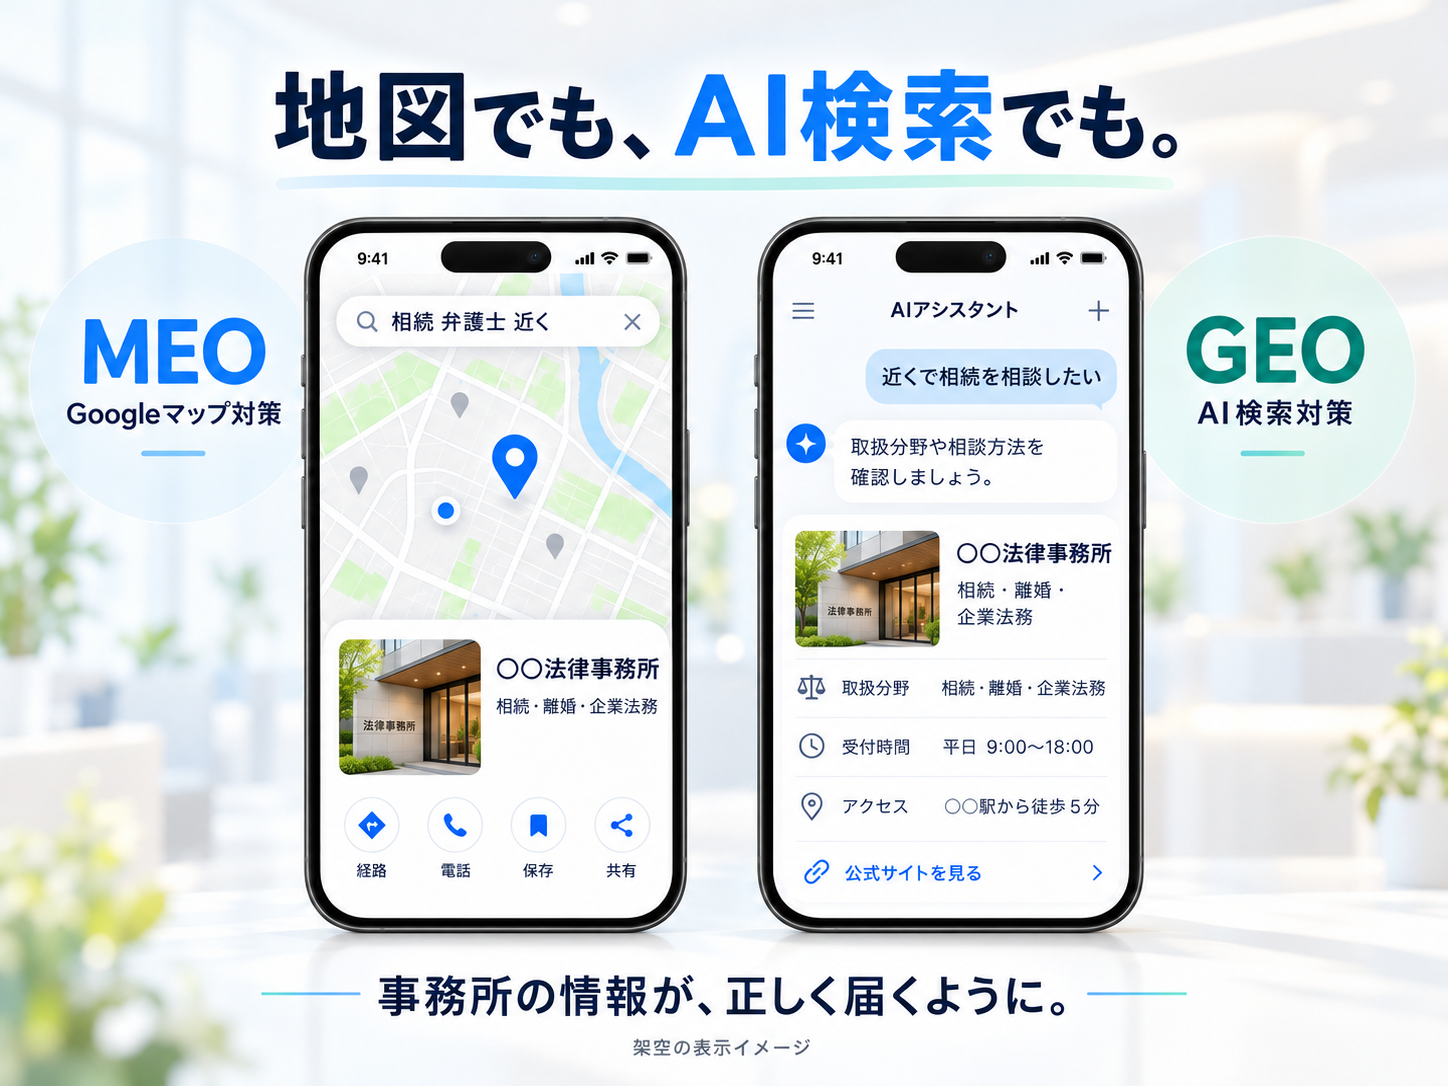 地図でも、AI検索でも。
MEO
Googleマップ対策
9:41
相続 弁護士 近く
法律事務所
〇〇法律事務所
相続・離婚・企業法務
経路
電話
保存
共有
9:41
AIアシスタント
近くで相続を相談したい
取扱分野や相談方法を
確認しましょう。
法律事務所
〇〇法律事務所
相続・離婚・
企業法務
取扱分野 相続・離婚・企業法務
受付時間 平日 9:00〜18:00
アクセス 〇〇駅から徒歩5分
公式サイトを見る
GEO
AI検索対策
事務所の情報が、正しく届くように。
架空の表示イメージ